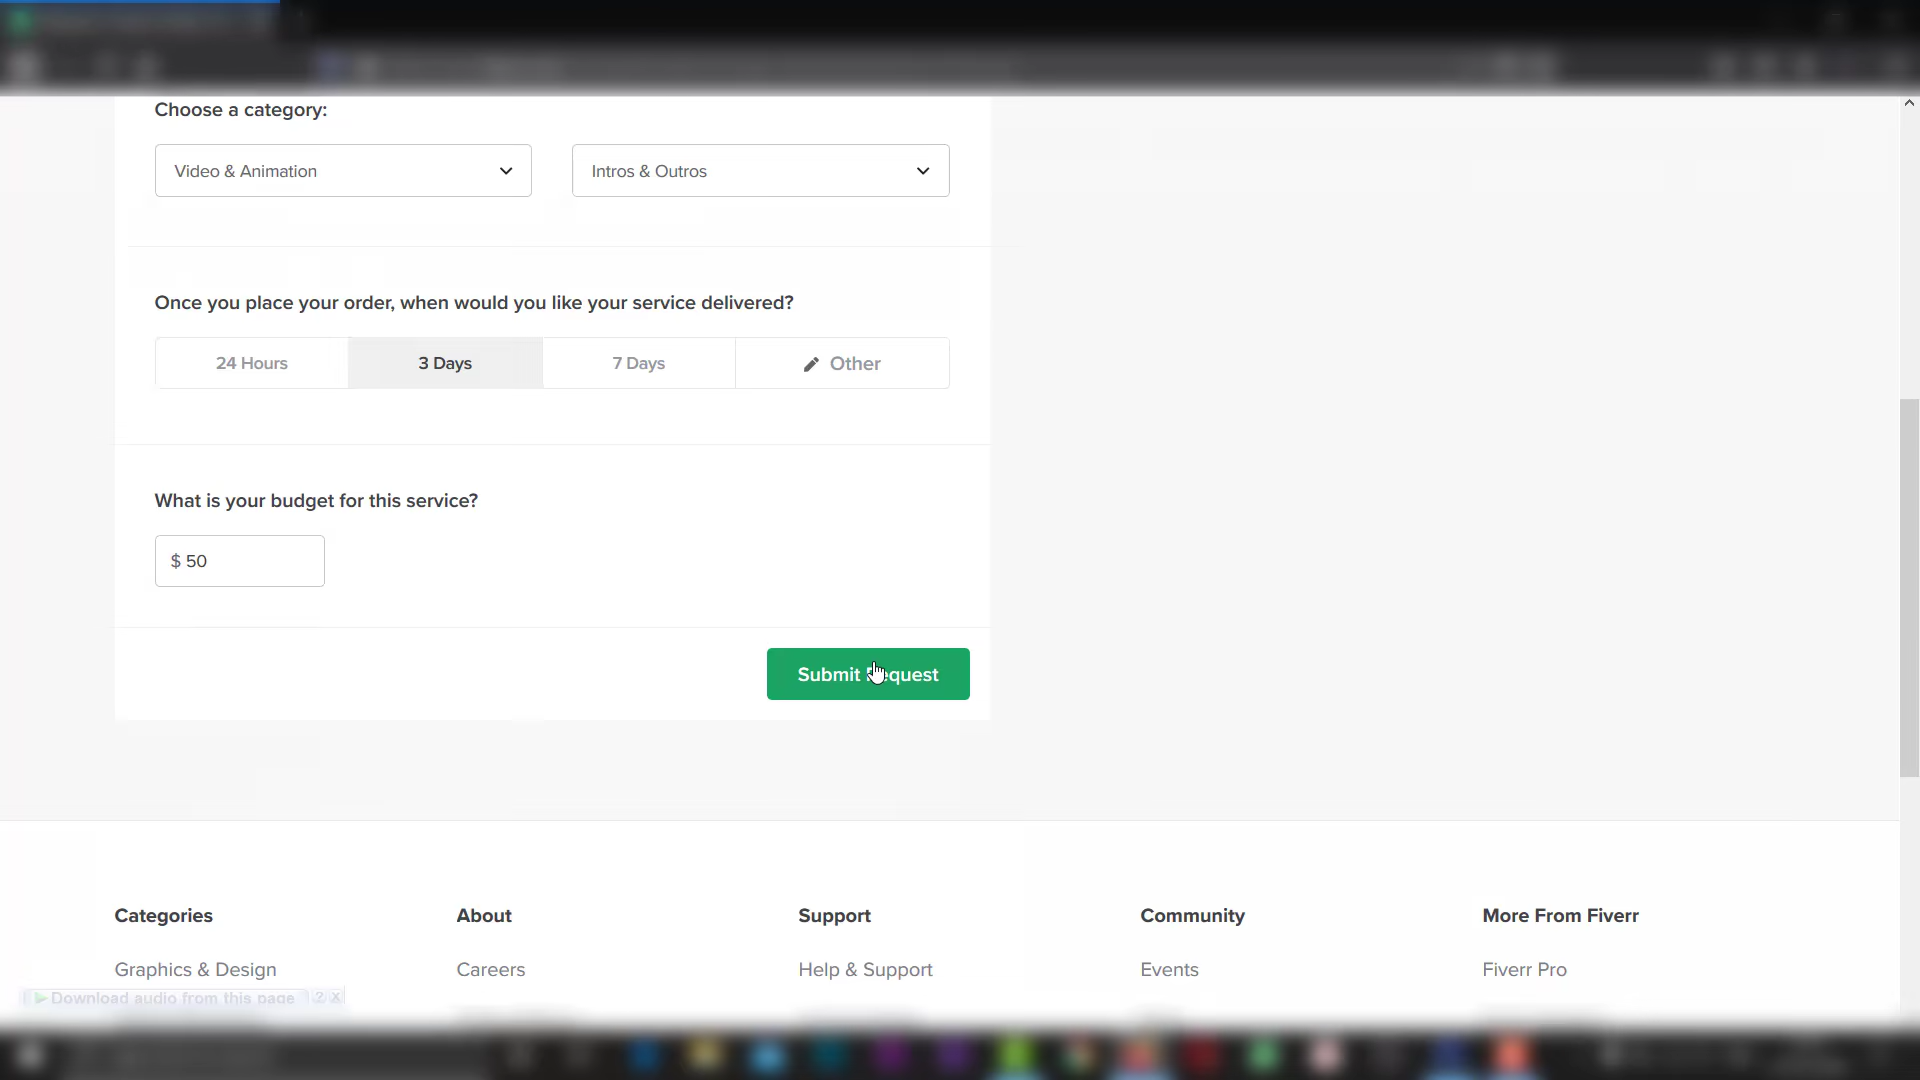 Choose a category:
Video & Animation
Intros & Outros
Once you place your order, when would you like your service delivered?
24 Hours
3 Days
7 Days
Other
What is your budget for this service?
$ 50
Submit Request
Categories
About
Support
Community
More From Fiverr
Graphics & Design
Careers
Help & Support
Events
Fiverr Pro
Download audio from this page ? X